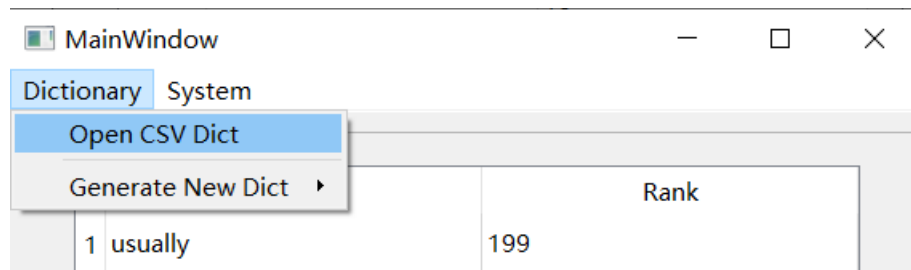 MainWindow
Dictionary System
Open CSV Dict
Generate New Dict
Rank
1 usually 199